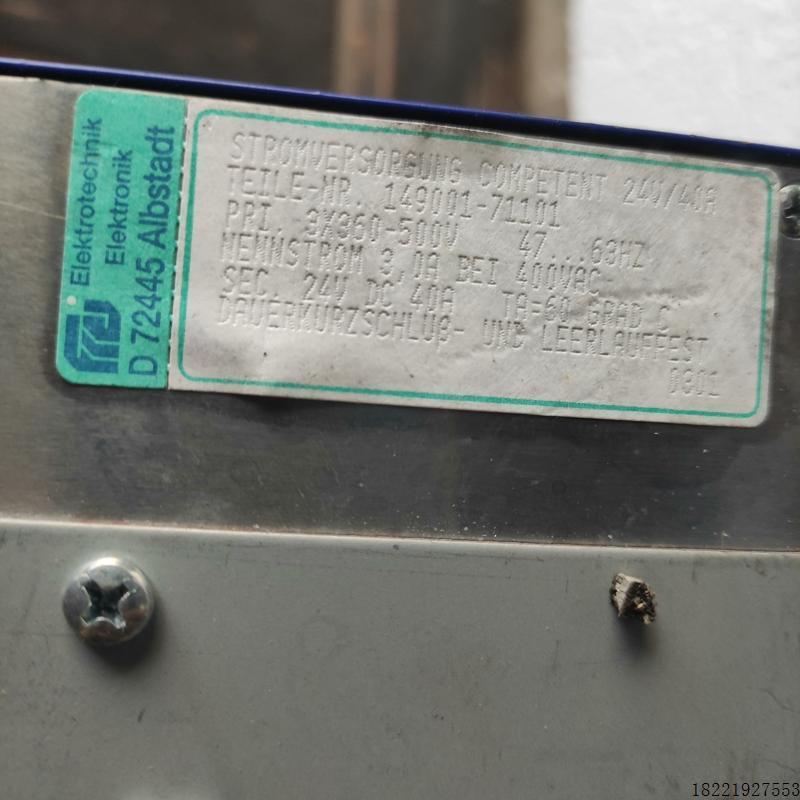 Elektrotechnik
Elektronik
D 72445 Albstadt
STROMVERSORGUNG COMPETENT 24V/40A
TEILE-NR. 149001-71101
PRI. 3X360-500V 47...63HZ
NENNSTROM 3,0A BEI 400VAC
SEC. 24V DC 40A TA=60 GRAD C
DAUERKURZSCHLUß- UND LEERLAUFFEST
0301
18221927553